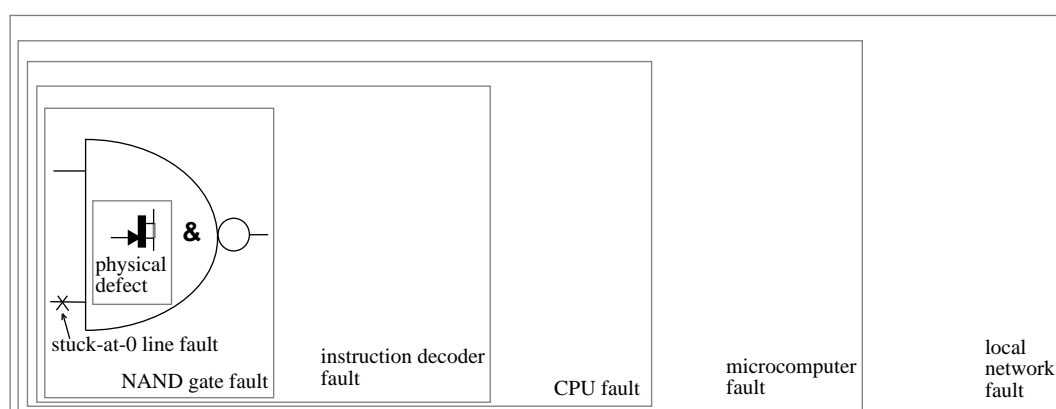 &
physical
defect
stuck-at-0 line fault
NAND gate fault
instruction decoder
fault
CPU fault
microcomputer
fault
local
network
fault